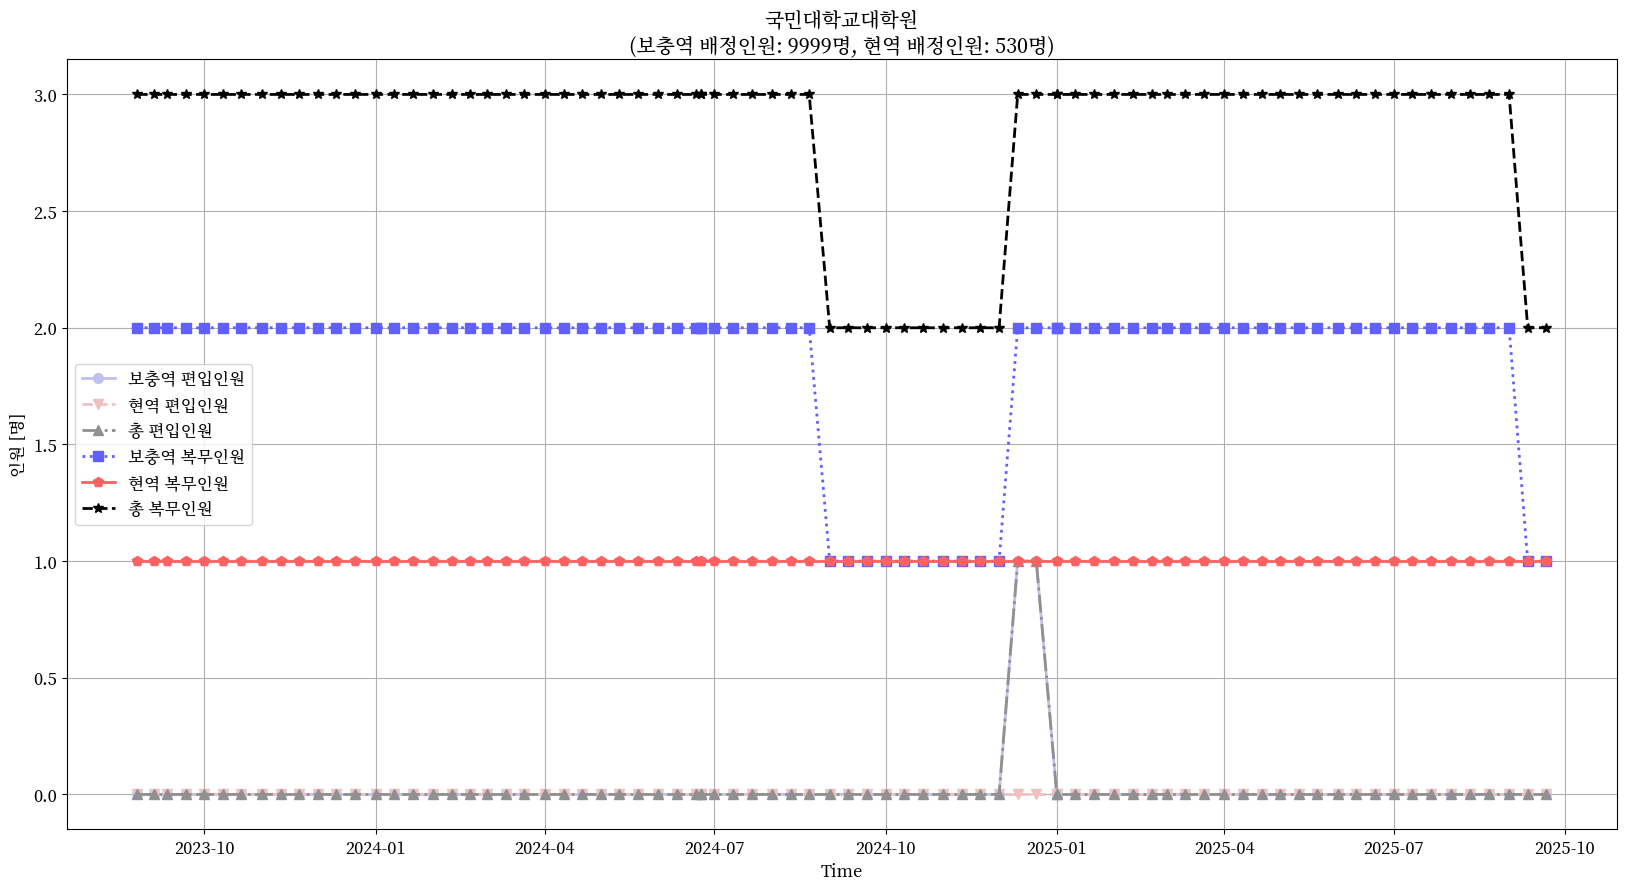 국민대학교대학원
(보충역 배정인원: 9999명, 현역 배정인원: 530명)
3.0
2.5
2.0
1.5
1.0
0.5
0.0
인원 [명]
보충역 편입인원
현역 편입인원
총 편입인원
보충역 복무인원
현역 복무인원
총 복무인원
2023-10 2024-01 2024-04 2024-07 2024-10 2025-01 2025-04 2025-07 2025-10
Time